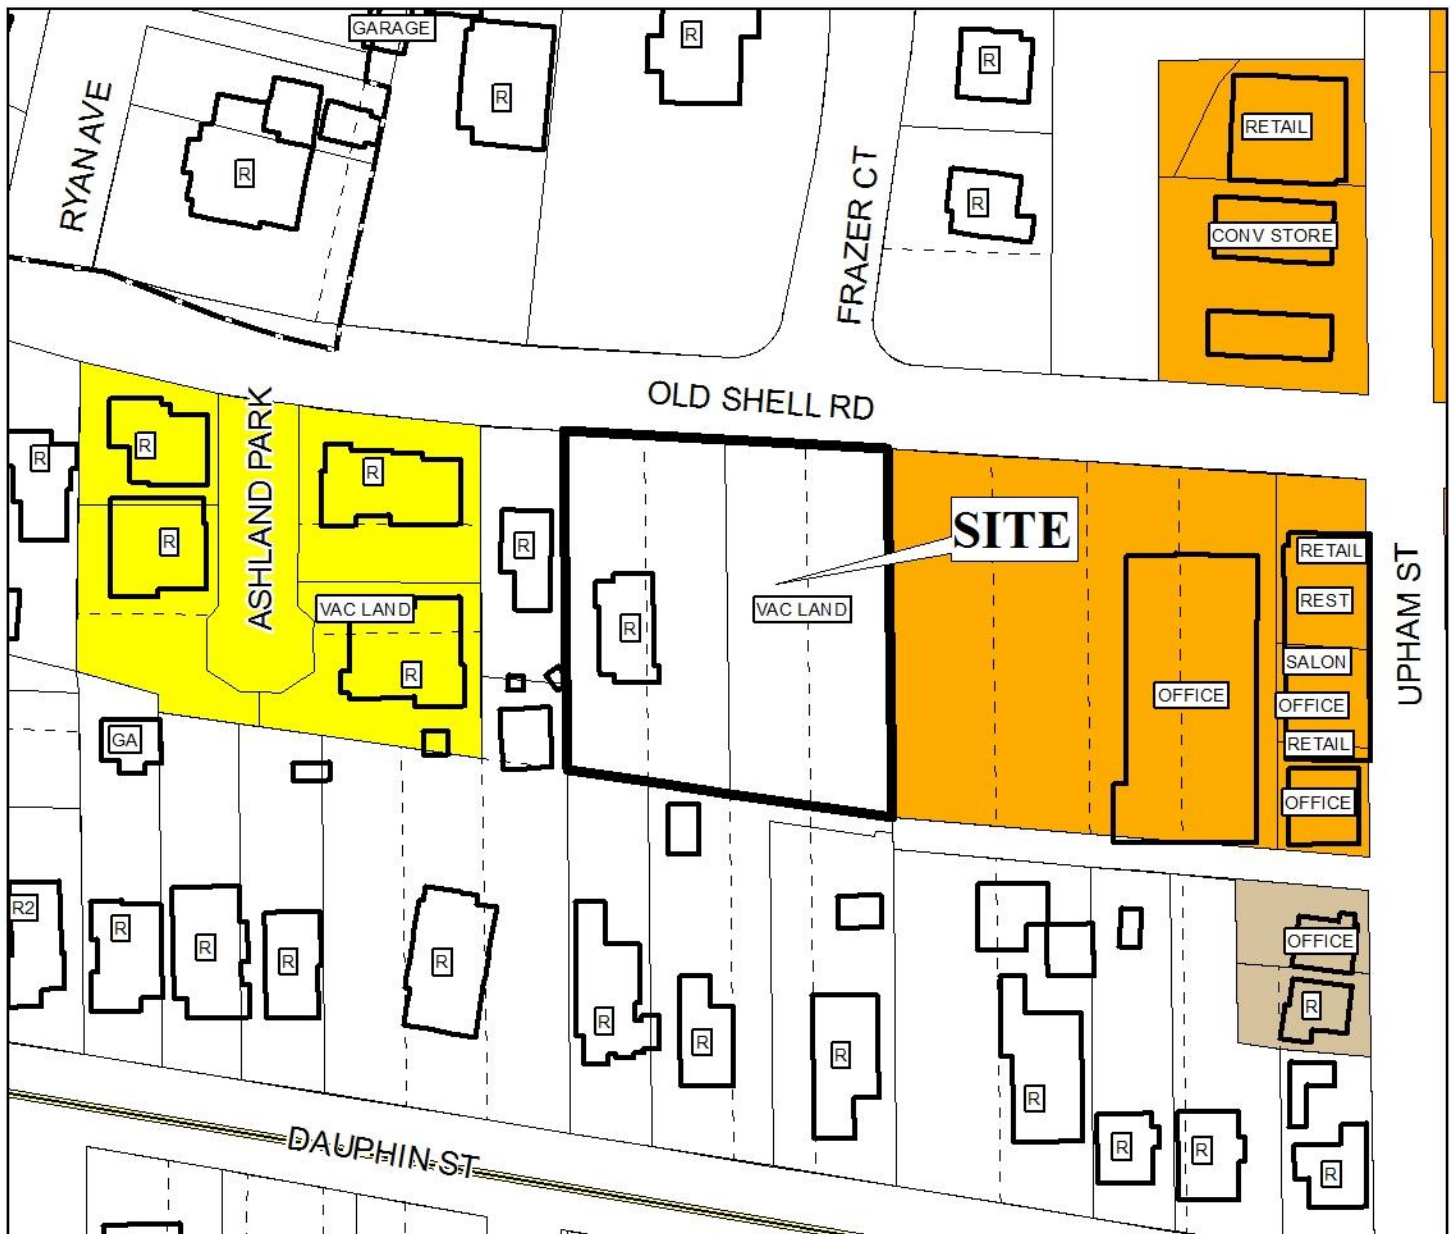 GARAGE
R
R
R
RETAIL
RYAN AVE
R
R
CONV STORE
FRAZER CT
OLD SHELL RD
ASHLAND PARK
R
R
R
R
SITE
R
RETAIL
REST
VAC LAND
VAC LAND
R
UPHAM ST
SALON
R
OFFICE
OFFICE
GA
RETAIL
OFFICE
R2
R
R
R
R
OFFICE
R
R
R
R
R
R
R
R
DAUPHIN ST
R